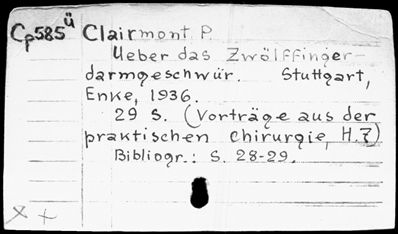 Cp585ü Clairmont P.
Ueber das Zwölffinger-
darmgeschwür. Stuttgart,
Enke, 1936.
29 S. (Vorträge aus der
praktischen Chirurgie, H.7)
Bibliogr.: S. 28-29.